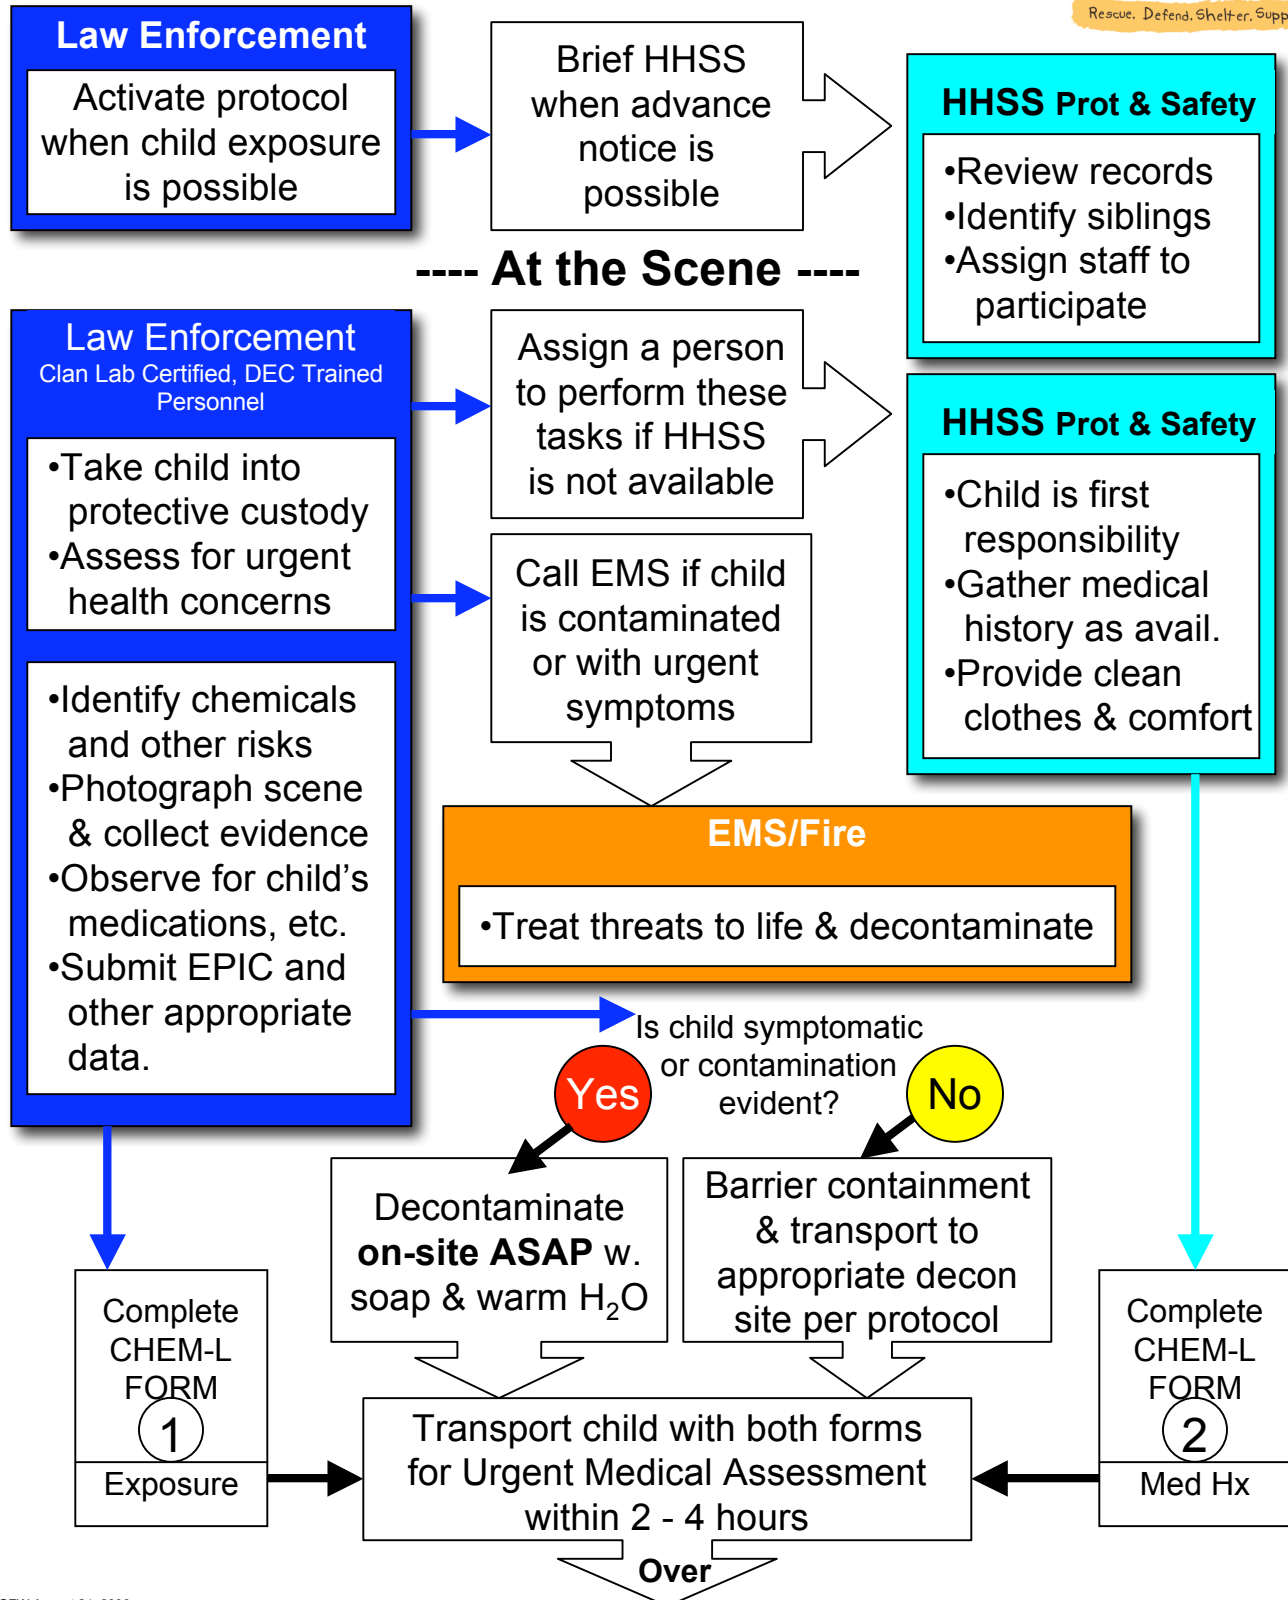 Rescue. Defend. Shelter. Supp
Law Enforcement
Activate protocol
when child exposure
is possible
Brief HHSS
when advance
notice is
possible
HHSS Prot & Safety
•Review records
•Identify siblings
•Assign staff to
participate
---- At the Scene ----
Law Enforcement
Clan Lab Certified, DEC Trained
Personnel
•Take child into
protective custody
•Assess for urgent
health concerns
•Identify chemicals
and other risks
•Photograph scene
& collect evidence
•Observe for child's
medications, etc.
•Submit EPIC and
other appropriate
data.
Assign a person
to perform these
tasks if HHSS
is not available
HHSS Prot & Safety
•Child is first
responsibility
•Gather medical
history as avail.
•Provide clean
clothes & comfort
Call EMS if child
is contaminated
or with urgent
symptoms
EMS/Fire
•Treat threats to life & decontaminate
Is child symptomatic
or contamination
evident?
Yes
No
Decontaminate
on-site ASAP w.
soap & warm H₂O
Barrier containment
& transport to
appropriate decon
site per protocol
Complete
CHEM-L
FORM
1
Exposure
Complete
CHEM-L
FORM
2
Med Hx
Transport child with both forms
for Urgent Medical Assessment
within 2 - 4 hours
Over